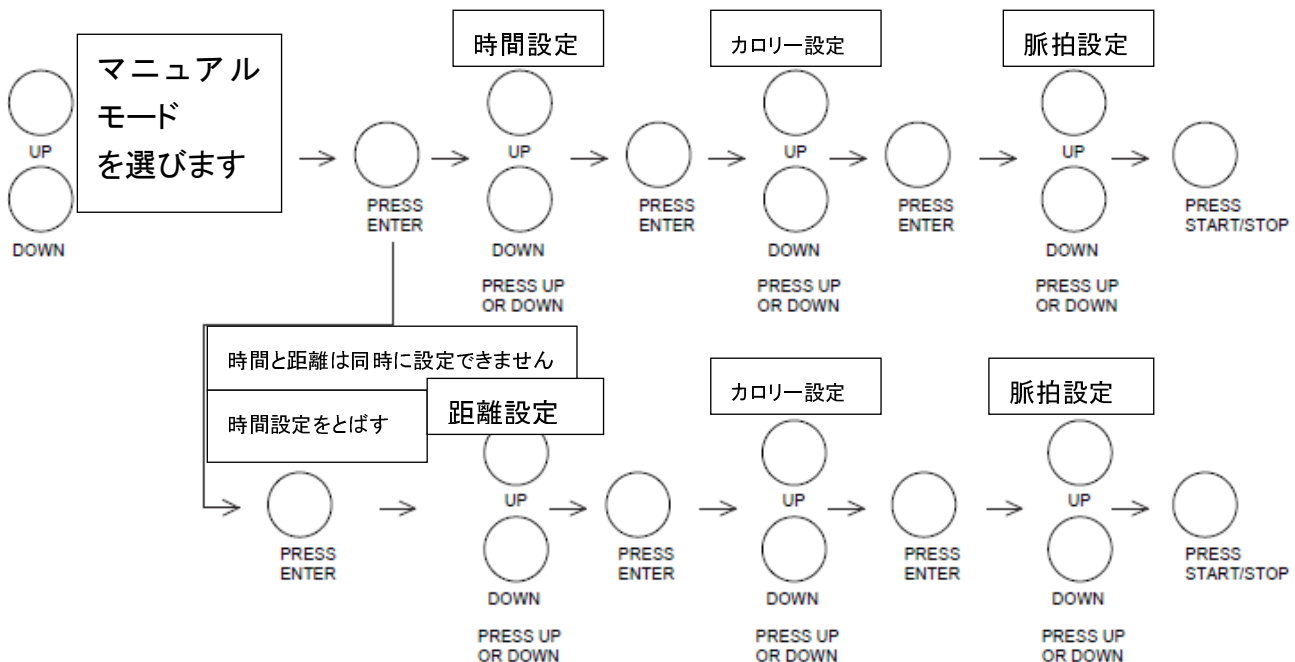 時間設定
カロリー設定
脈拍設定
マニュアル
モード
を選びます
UP
UP
UP
UP
DOWN
PRESS
ENTER
DOWN
PRESS
ENTER
DOWN
PRESS
ENTER
DOWN
PRESS
START/STOP
PRESS UP
OR DOWN
PRESS UP
OR DOWN
PRESS UP
OR DOWN
時間と距離は同時に設定できません
時間設定をとばす
距離設定
カロリー設定
脈拍設定
UP
UP
UP
PRESS
ENTER
DOWN
PRESS
ENTER
DOWN
PRESS
ENTER
DOWN
PRESS
START/STOP
PRESS UP
OR DOWN
PRESS UP
OR DOWN
PRESS UP
OR DOWN